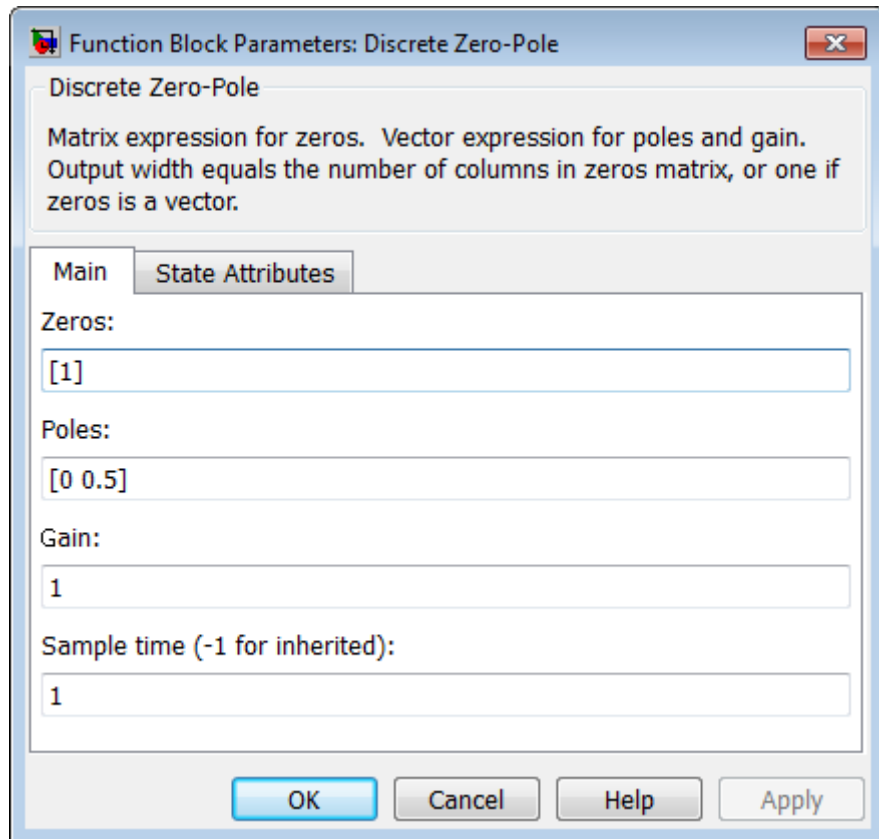 Function Block Parameters: Discrete Zero-Pole
Discrete Zero-Pole
Matrix expression for zeros.  Vector expression for poles and gain.
Output width equals the number of columns in zeros matrix, or one if
zeros is a vector.
Main State Attributes
Zeros:
[1]
Poles:
[0 0.5]
Gain:
1
Sample time (-1 for inherited):
1
OK Cancel Help Apply